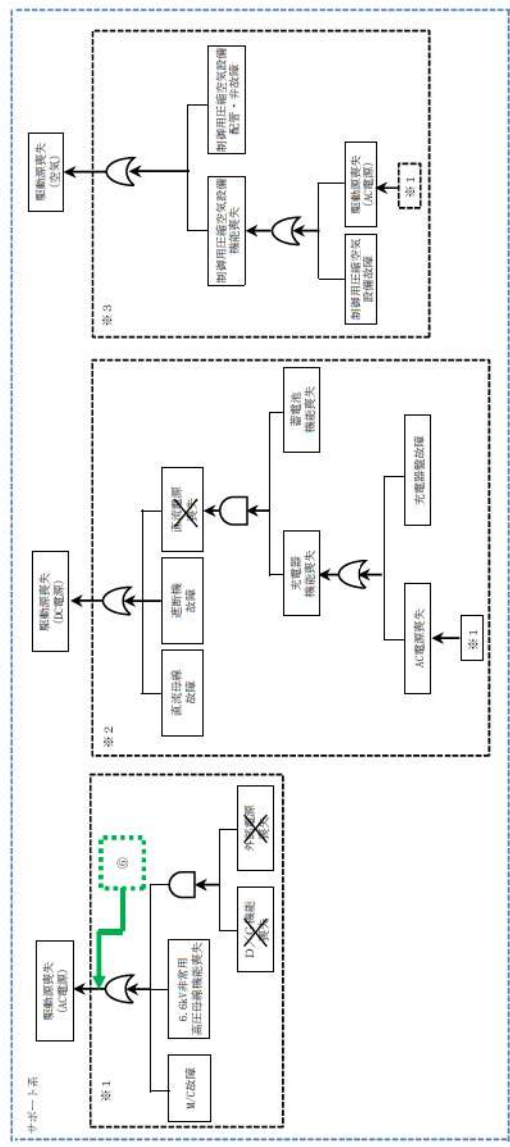 サポート系
駆動源喪失
(AC電源)
※1
⑥
M/C故障
6.6kV非常用
高圧母線機能喪失
D/G機能
喪失
外部電源
喪失
駆動源喪失
(DC電源)
※2
直流母線
故障
遮断機
故障
直流電源
喪失
充電器
機能喪失
蓄電池
機能喪失
AC電源喪失
充電器盤故障
※1
駆動源喪失
(空気)
※3
制御用圧縮空気設備
機能喪失
制御用圧縮空気設備
配管・弁故障
制御用圧縮空気
設備故障
駆動源喪失
(AC電源)
※1